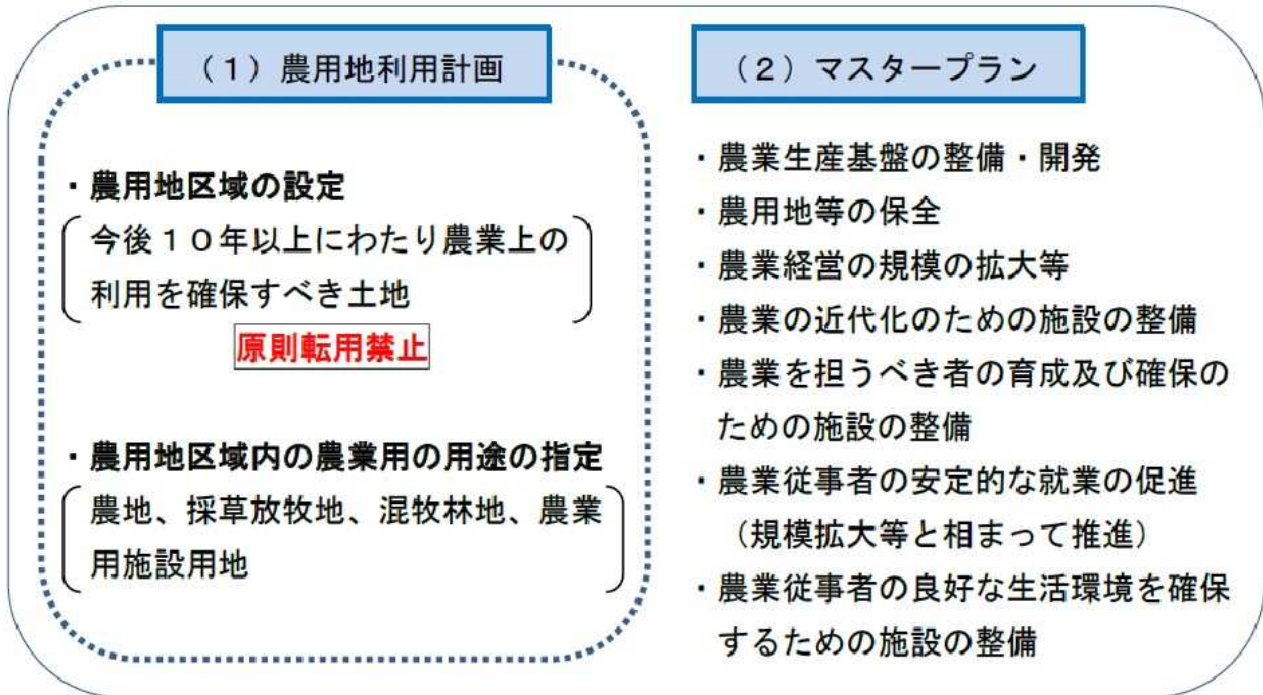 （１）農用地利用計画
・農用地区域の設定
今後１０年以上にわたり農業上の
利用を確保すべき土地
原則転用禁止
・農用地区域内の農業用の用途の指定
農地、採草放牧地、混牧林地、農業
用施設用地
（２）マスタープラン
・農業生産基盤の整備・開発
・農用地等の保全
・農業経営の規模の拡大等
・農業の近代化のための施設の整備
・農業を担うべき者の育成及び確保の
ための施設の整備
・農業従事者の安定的な就業の促進
（規模拡大等と相まって推進）
・農業従事者の良好な生活環境を確保
するための施設の整備